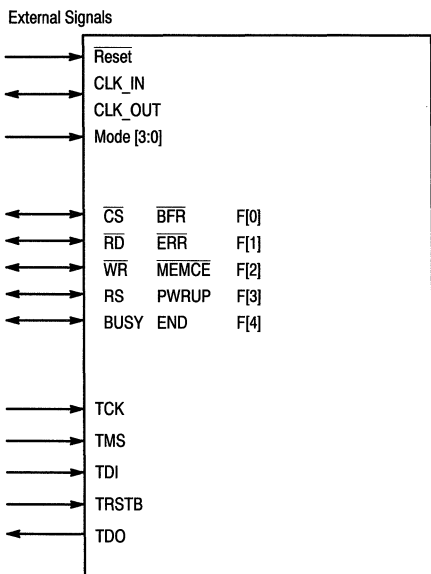 External Signals
Reset
CLK_IN
CLK_OUT
Mode [3:0]
CS BFR F[0]
RD ERR F[1]
WR MEMCE F[2]
RS PWRUP F[3]
BUSY END F[4]
TCK
TMS
TDI
TRSTB
TDO